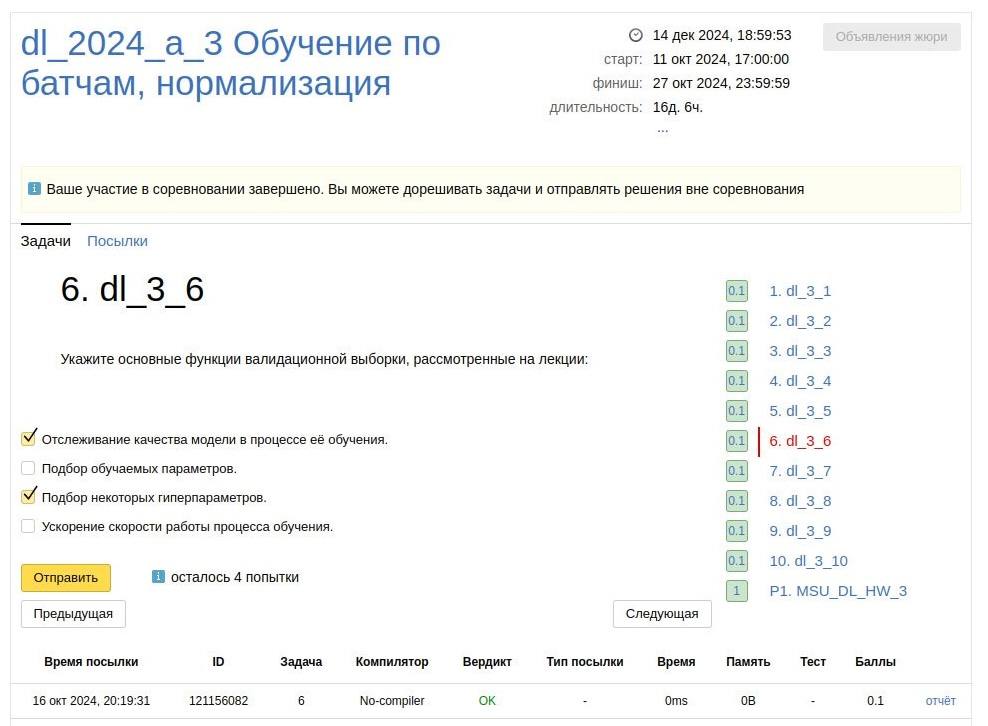 dl_2024_a_3 Обучение по
батчам, нормализация
14 дек 2024, 18:59:53
старт: 11 окт 2024, 17:00:00
финиш: 27 окт 2024, 23:59:59
длительность: 16д. 6ч.
...
Объявления жюри
Ваше участие в соревновании завершено. Вы можете дорешивать задачи и отправлять решения вне соревнования
Задачи Посылки
6. dl_3_6
Укажите основные функции валидационной выборки, рассмотренные на лекции:
Отслеживание качества модели в процессе её обучения.
Подбор обучаемых параметров.
Подбор некоторых гиперпараметров.
Ускорение скорости работы процесса обучения.
Отправить осталось 4 попытки
Предыдущая Следующая
0.1 1. dl_3_1
0.1 2. dl_3_2
0.1 3. dl_3_3
0.1 4. dl_3_4
0.1 5. dl_3_5
0.1 6. dl_3_6
0.1 7. dl_3_7
0.1 8. dl_3_8
0.1 9. dl_3_9
0.1 10. dl_3_10
1 P1. MSU_DL_HW_3
Время посылки ID Задача Компилятор Вердикт Тип посылки Время Память Тест Баллы
16 окт 2024, 20:19:31 121156082 6 No-compiler OK - 0ms 0B - 0.1 отчёт